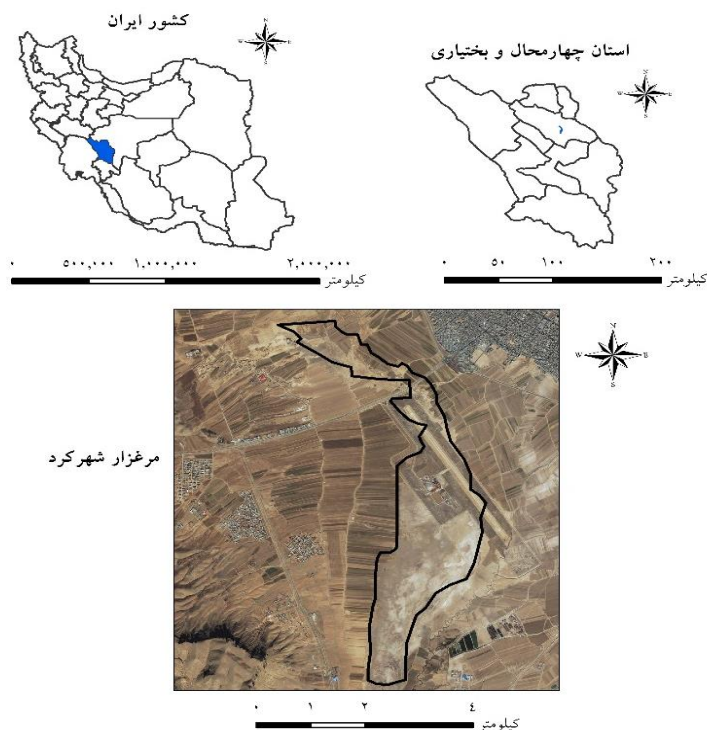 کشور ایران
N
W E
S
۰ ۵۰۰,۰۰۰ ۱,۰۰۰,۰۰۰ ۲,۰۰۰,۰۰۰
کیلومتر
استان چهارمحال و بختیاری
N
W E
S
۰ ۵۰ ۱۰۰ ۲۰۰
کیلومتر
مرغزار شهرکرد
N
W E
S
۰ ۱ ۲ ۴
کیلومتر